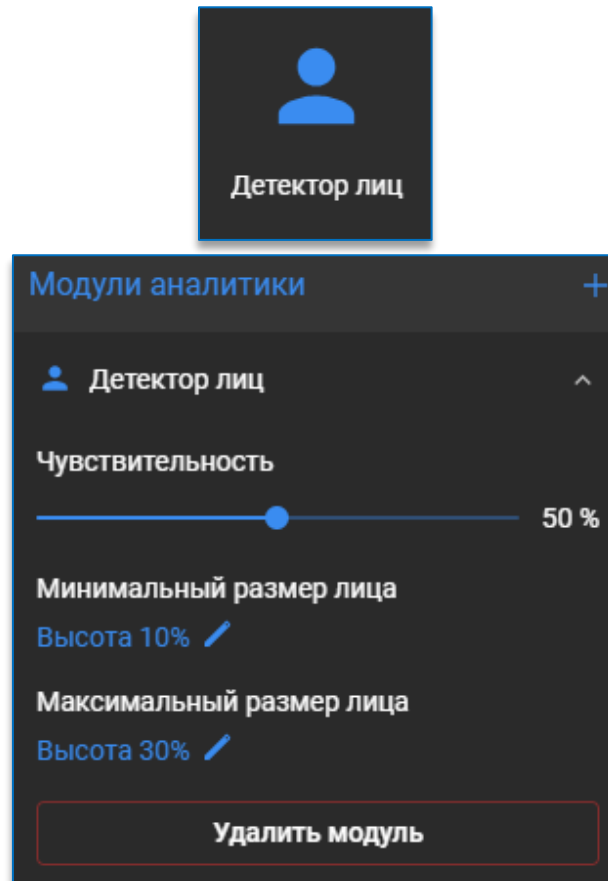 Детектор лиц
Модули аналитики +
Детектор лиц
Чувствительность
50 %
Минимальный размер лица
Высота 10%
Максимальный размер лица
Высота 30%
Удалить модуль